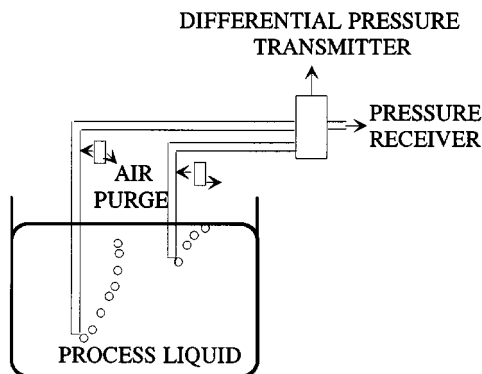 DIFFERENTIAL PRESSURE
TRANSMITTER
PRESSURE
RECEIVER
AIR
PURGE
PROCESS LIQUID